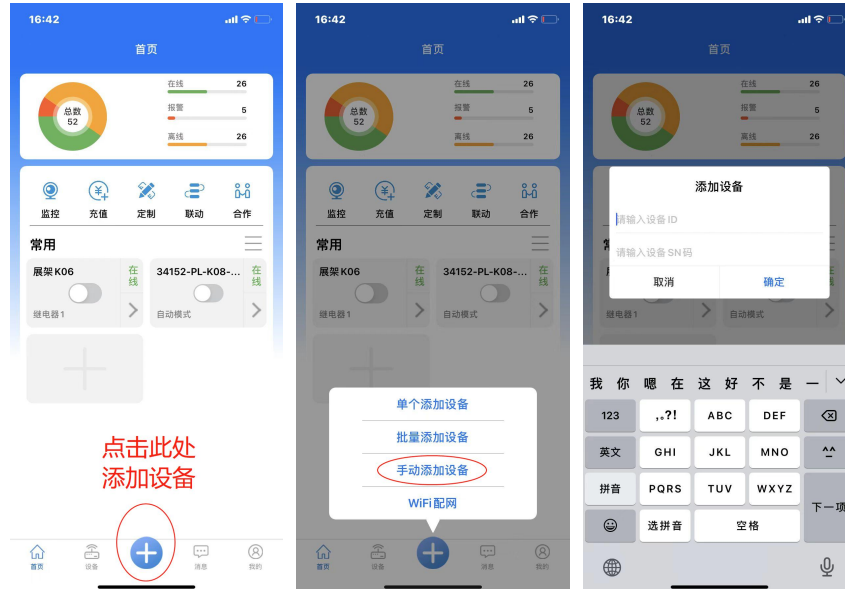 16:42
首页
总数
52
在线 26
报警 5
离线 26
监控 充值 定制 联动 合作
常用
展架K06 在线
继电器1
34152-PL-K08-... 在线
自动模式
点击此处
添加设备
首页 设备 消息 我的
16:42
首页
总数
52
在线 26
报警 5
离线 26
监控 充值 定制 联动 合作
常用
展架K06 在线
继电器1
34152-PL-K08-... 在线
自动模式
单个添加设备
批量添加设备
手动添加设备
WiFi配网
首页 设备 消息 我的
16:42
首页
总数
52
在线 26
报警 5
离线 26
添加设备
请输入设备ID
请输入设备SN码
取消 确定
继电器1 自动模式
我 你 嗯 在 这 好 不 是 一
123 ,。?! ABC DEF
英文 GHI JKL MNO ^^
拼音 PQRS TUV WXYZ
下一项
选拼音 空格